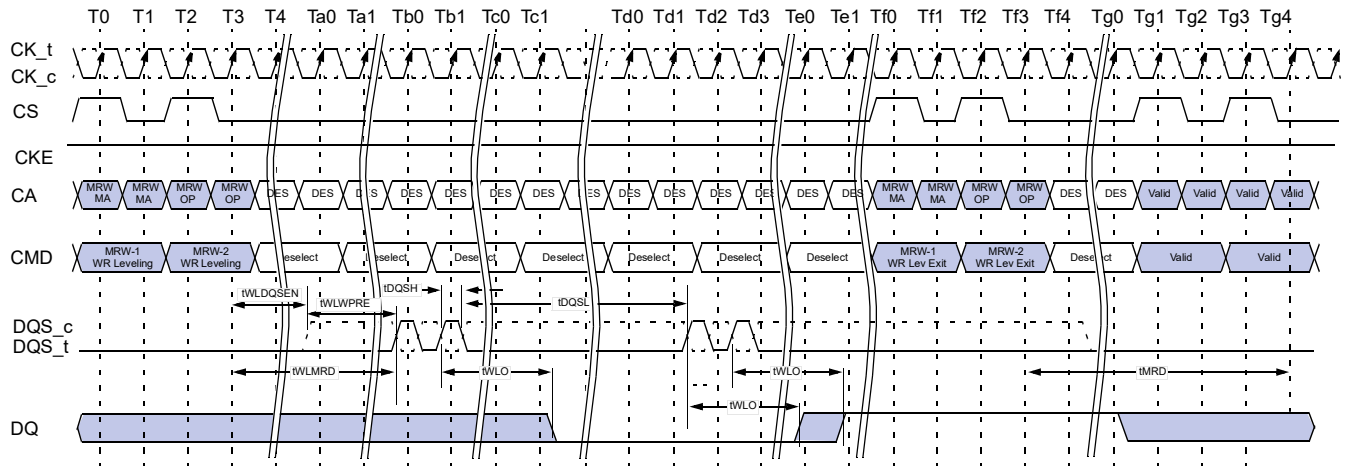 T0 T1 T2 T3 T4 Ta0 Ta1 Tb0 Tb1 Tc0 Tc1 Td0 Td1 Td2 Td3 Te0 Te1 Tf0 Tf1 Tf2 Tf3 Tf4 Tg0 Tg1 Tg2 Tg3 Tg4
CK_t
CK_c
CS
CKE
CA
MRW MRW MRW MRW DES DES DES DES DES DES DES DES DES DES DES DES DES DES MRW MRW MRW MRW DES DES Valid Valid Valid Valid
MA MA OP OP MA MA OP OP
CMD
MRW-1 MRW-2 Deselect Deselect Deselect Deselect Deselect Deselect Deselect MRW-1 MRW-2 Deselect Valid Valid
WR Leveling WR Leveling WR Lev Exit WR Lev Exit
tWLDQSEN tDQSH
tWLWPRE tDQSL
DQS_c
DQS_t
tWLMRD tWLO tWLO tMRD
tWLO
DQ